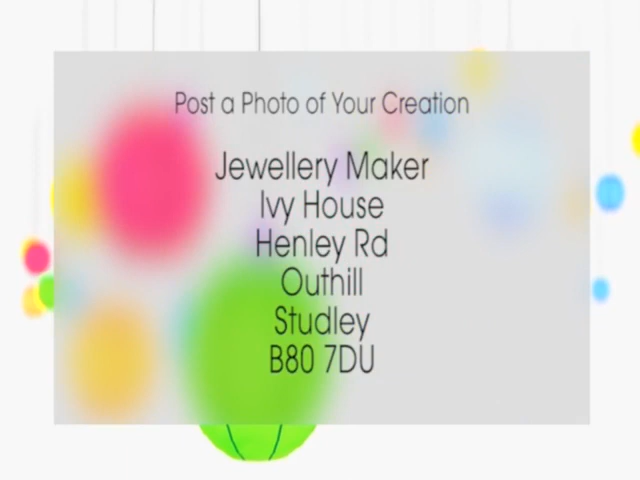 Post a Photo of Your Creation
Jewellery Maker
Ivy House
Henley Rd
Outhill
Studley
B80 7DU